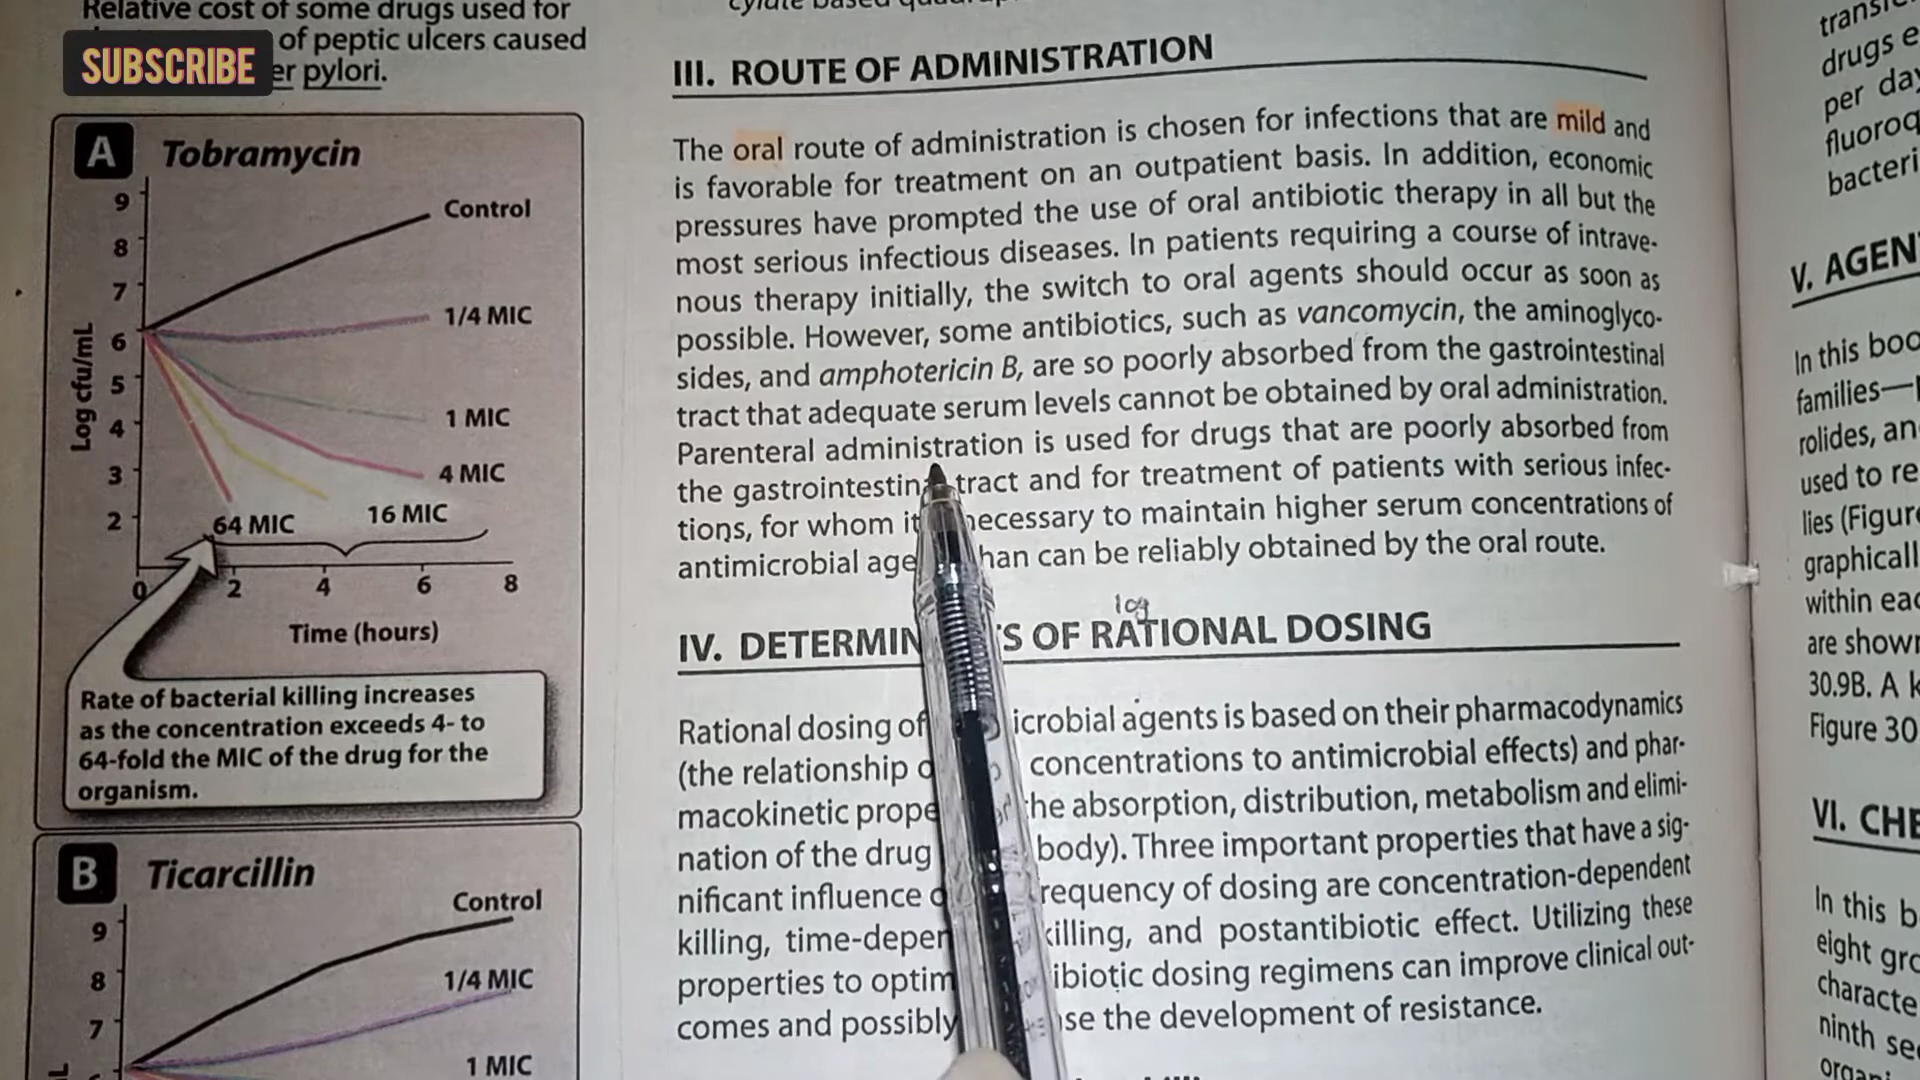 Relative cost of some drugs used for
of peptic ulcers caused
er pylori.
SUBSCRIBE
A Tobramycin
9
8
7
6
5
4
3
2
Log cfu/mL
Control
1/4 MIC
1 MIC
4 MIC
16 MIC
64 MIC
0 2 4 6 8
Time (hours)
Rate of bacterial killing increases
as the concentration exceeds 4- to
64-fold the MIC of the drug for the
organism.
B Ticarcillin
Control
9
8
7
1/4 MIC
1 MIC
III. ROUTE OF ADMINISTRATION
The oral route of administration is chosen for infections that are mild and
is favorable for treatment on an outpatient basis. In addition, economic
pressures have prompted the use of oral antibiotic therapy in all but the
most serious infectious diseases. In patients requiring a course of intrave-
nous therapy initially, the switch to oral agents should occur as soon as
possible. However, some antibiotics, such as vancomycin, the aminoglyco-
sides, and amphotericin B, are so poorly absorbed from the gastrointestinal
tract that adequate serum levels cannot be obtained by oral administration.
Parenteral administration is used for drugs that are poorly absorbed from
the gastrointestina tract and for treatment of patients with serious infec-
tions, for whom it necessary to maintain higher serum concentrations of
antimicrobial age han can be reliably obtained by the oral route.
log
IV. DETERMIN S OF RATIONAL DOSING
Rational dosing of icrobial agents is based on their pharmacodynamics
(the relationship o concentrations to antimicrobial effects) and phar-
macokinetic prope he absorption, distribution, metabolism and elimi-
nation of the drug body). Three important properties that have a sig-
nificant influence o requency of dosing are concentration-dependent
killing, time-depen killing, and postantibiotic effect. Utilizing these
properties to optim ibiotic dosing regimens can improve clinical out-
comes and possibly se the development of resistance.
drugs e
per day
fluoroq
bacteri
V. AGEN
In this boo
families—
rolides, an
used to re
lies (Figur
graphicall
within eac
are shown
30.9B. A k
Figure 30
VI. CHE
In this b
eight gro
characte
ninth se
organi